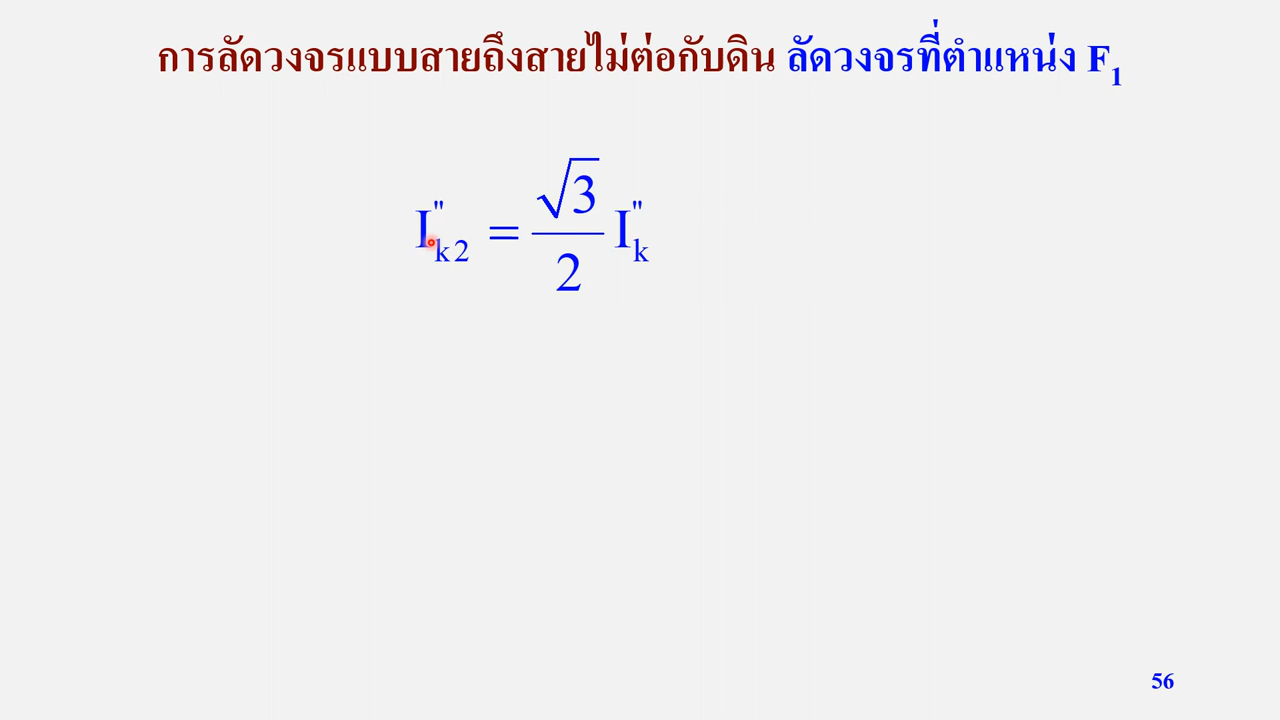 การลัดวงจรแบบสายถึงสายไม่ต่อกับดิน ลัดวงจรที่ตำแหน่ง F₁
I"ₖ₂ = √3/2 I"ₖ
56